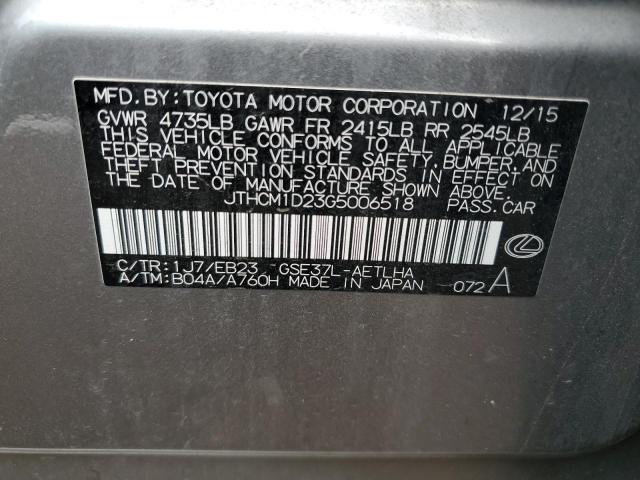 MFD.BY:TOYOTA MOTOR CORPORATION 12/15
GVWR 4735LB GAWR FR 2415LB RR 2545LB
THIS VEHICLE CONFORMS TO ALL APPLICABLE
FEDERAL MOTOR VEHICLE SAFETY, BUMPER, AND
THEFT PREVENTION STANDARDS IN EFFECT ON
THE DATE OF MANUFACTURE SHOWN ABOVE.
JTHCM1D23G5006518 PASS.CAR
C/TR:1J7/EB23 GSE37L-AETLHA
A/TM:B04A/A760H MADE IN JAPAN 072A